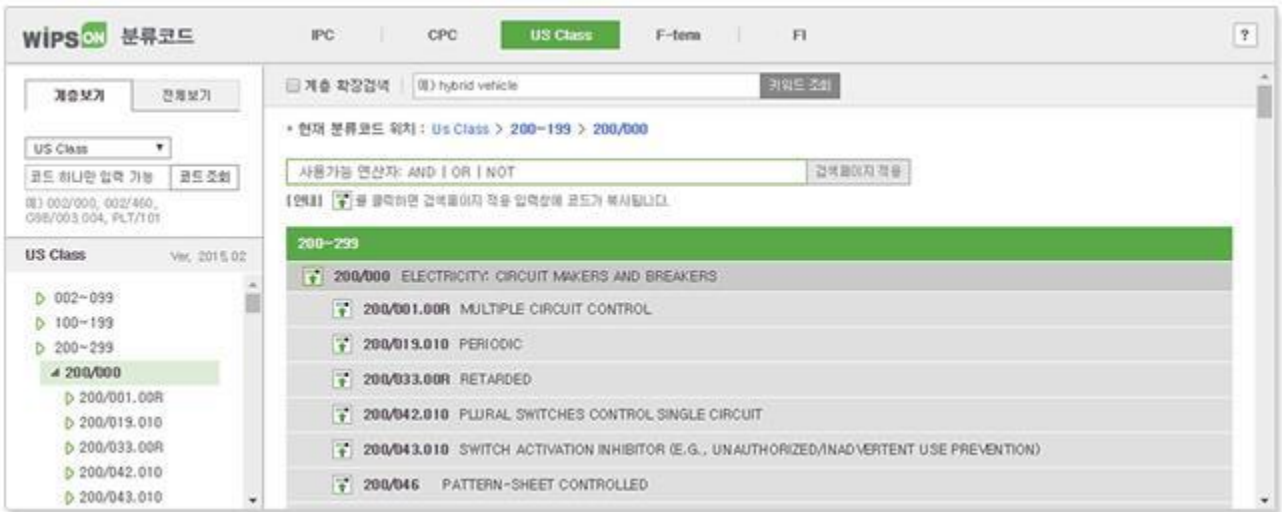 wips ON 분류코드 IPC CPC US Class F-term FI ?
계층보기 전체보기
US Class
코드 하나만 입력 가능 코드조회
예) 002/000, 002/460,
G9B/003.004, PLT/101
US Class Ver. 2015.02
002~099
100~199
200~299
200/000
200/001.00R
200/019.010
200/033.00R
200/042.010
200/043.010
계층 확장검색 예) hybrid vehicle 키워드 조회
현재 분류코드 위치 : Us Class > 200~199 > 200/000
사용가능 연산자: AND | OR | NOT 검색페이지 적용
[안내] 를 클릭하면 검색페이지 적용 입력창에 코드가 복사됩니다.
200~299
200/000 ELECTRICITY: CIRCUIT MAKERS AND BREAKERS
200/001.00R MULTIPLE CIRCUIT CONTROL
200/019.010 PERIODIC
200/033.00R RETARDED
200/042.010 PLURAL SWITCHES CONTROL SINGLE CIRCUIT
200/043.010 SWITCH ACTIVATION INHIBITOR (E.G., UNAUTHORIZED/INADVERTENT USE PREVENTION)
200/046 PATTERN-SHEET CONTROLLED